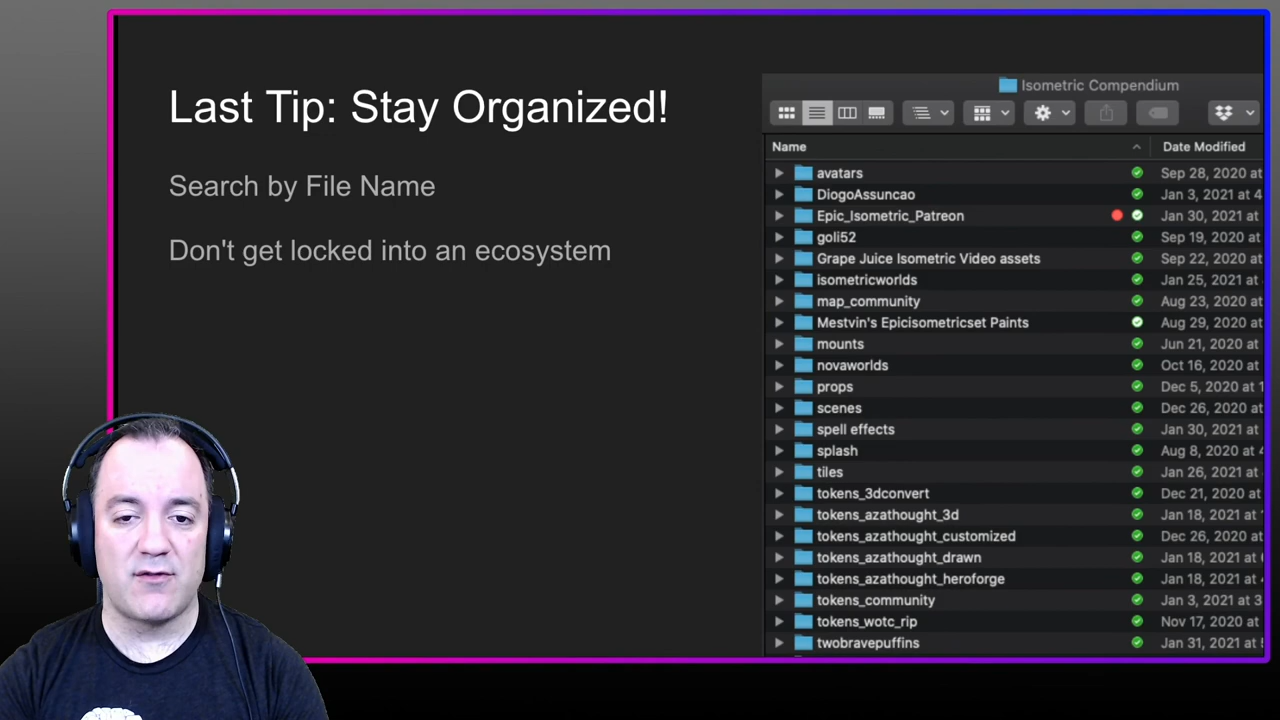 Last Tip: Stay Organized!
Search by File Name
Don't get locked into an ecosystem
Isometric Compendium
Name Date Modified
avatars Sep 28, 2020 at
DiogoAssuncao Jan 3, 2021 at 4
Epic_Isometric_Patreon Jan 30, 2021 at
goli52 Sep 19, 2020 at
Grape Juice Isometric Video assets Sep 22, 2020 at
isometricworlds Jan 25, 2021 at
map_community Aug 23, 2020 at
Mestvin's Epicisometricset Paints Aug 29, 2020 at
mounts Jun 21, 2020 at
novaworlds Oct 16, 2020 at
props Dec 5, 2020 at 1
scenes Dec 26, 2020 at
spell effects Jan 30, 2021 at
splash Aug 8, 2020 at 4
tiles Jan 26, 2021 at
tokens_3dconvert Dec 21, 2020 at
tokens_azathought_3d Jan 18, 2021 at
tokens_azathought_customized Dec 26, 2020 at
tokens_azathought_drawn Jan 18, 2021 at
tokens_azathought_heroforge Jan 18, 2021 at
tokens_community Jan 3, 2021 at 3
tokens_wotc_rip Nov 17, 2020 at
twobravepuffins Jan 31, 2021 at